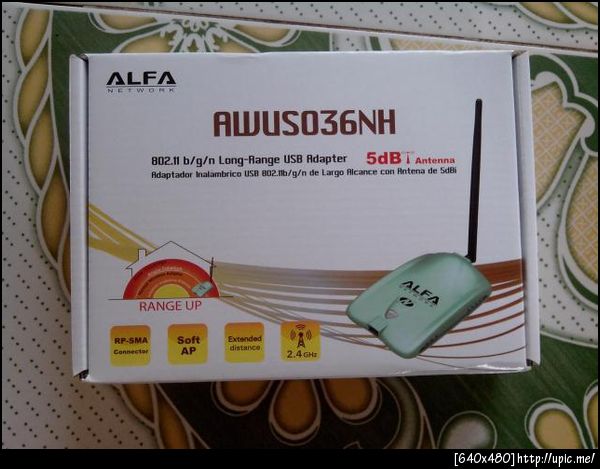 ALFA
NETWORK
AWUS036NH
802.11 b/g/n Long-Range USB Adapter 5dBi Antenna
Adaptador Inalámbrico USB 802.11b/g/n de Largo Alcance con Antena de 5dBi
RANGE UP
RP-SMA
Connector
Soft
AP
Extended
distance
2.4 GHz
ALFA
[640x480]http://upic.me/